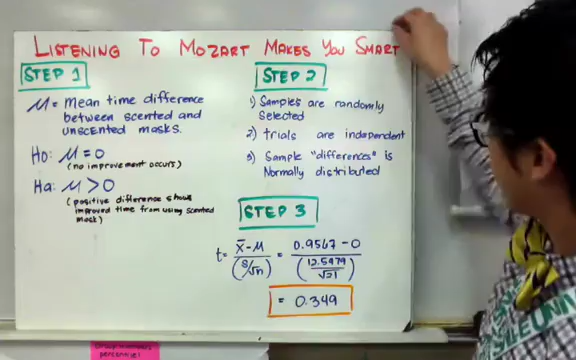 LISTENING TO MOZART MAKES YOU SMART
STEP 1
μ = mean time difference
between scented and
unscented masks.
Ho: μ = 0
(no improvement occurs)
Ha: μ > 0
(positive difference shows
improved time from using scented
mask)
STEP 2
1) Samples are randomly
selected
2) trials are independent
3) Sample "differences" is
Normally distributed
STEP 3
t = x̄ - μ / (s/√n) = 0.9567 - 0 / (12.5479/√21)
= 0.349
Group members